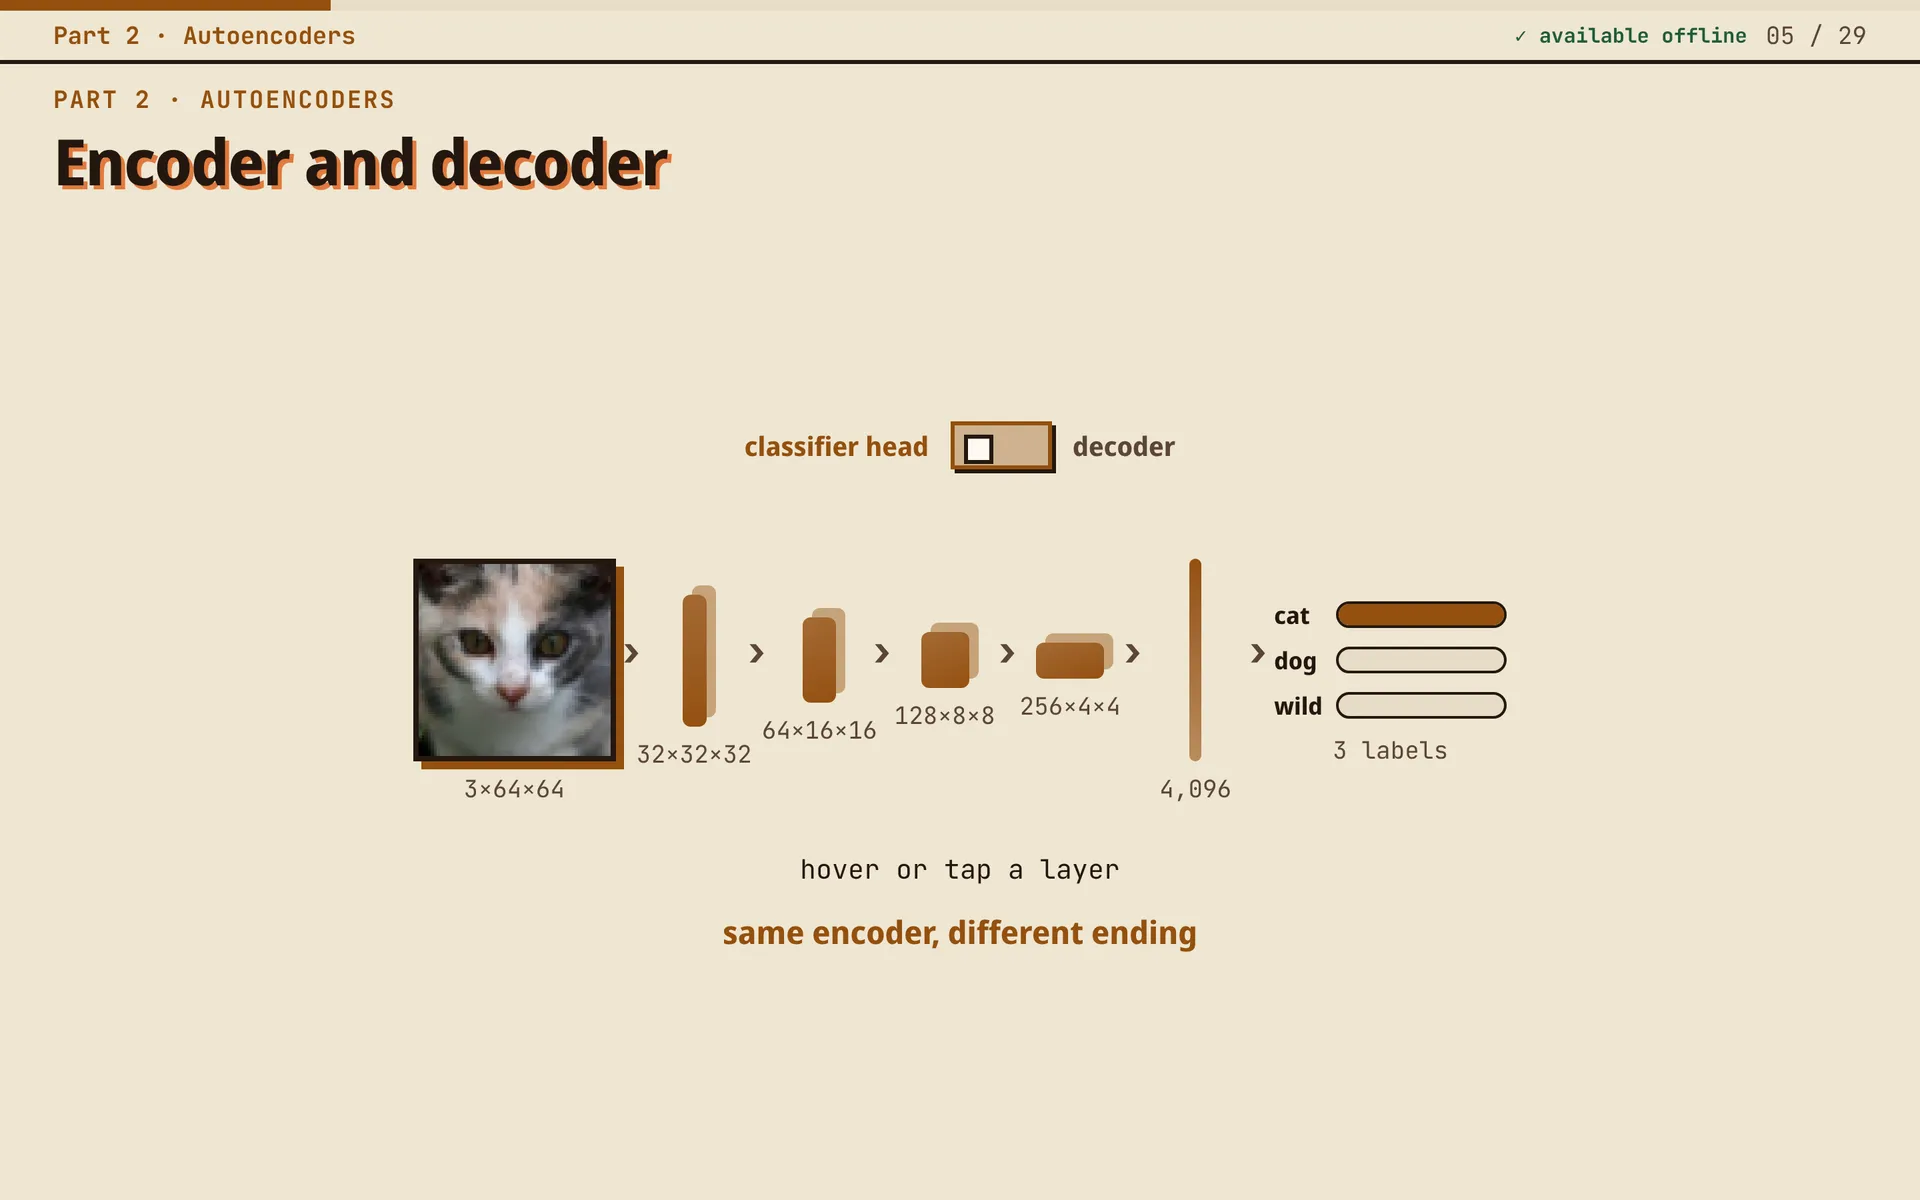 Part 2 · Autoencoders
✓ available offline 05 / 29
PART 2 · AUTOENCODERS
Encoder and decoder
classifier head
decoder
3×64×64
32×32×32
64×16×16
128×8×8
256×4×4
4,096
cat
dog
wild
3 labels
hover or tap a layer
same encoder, different ending